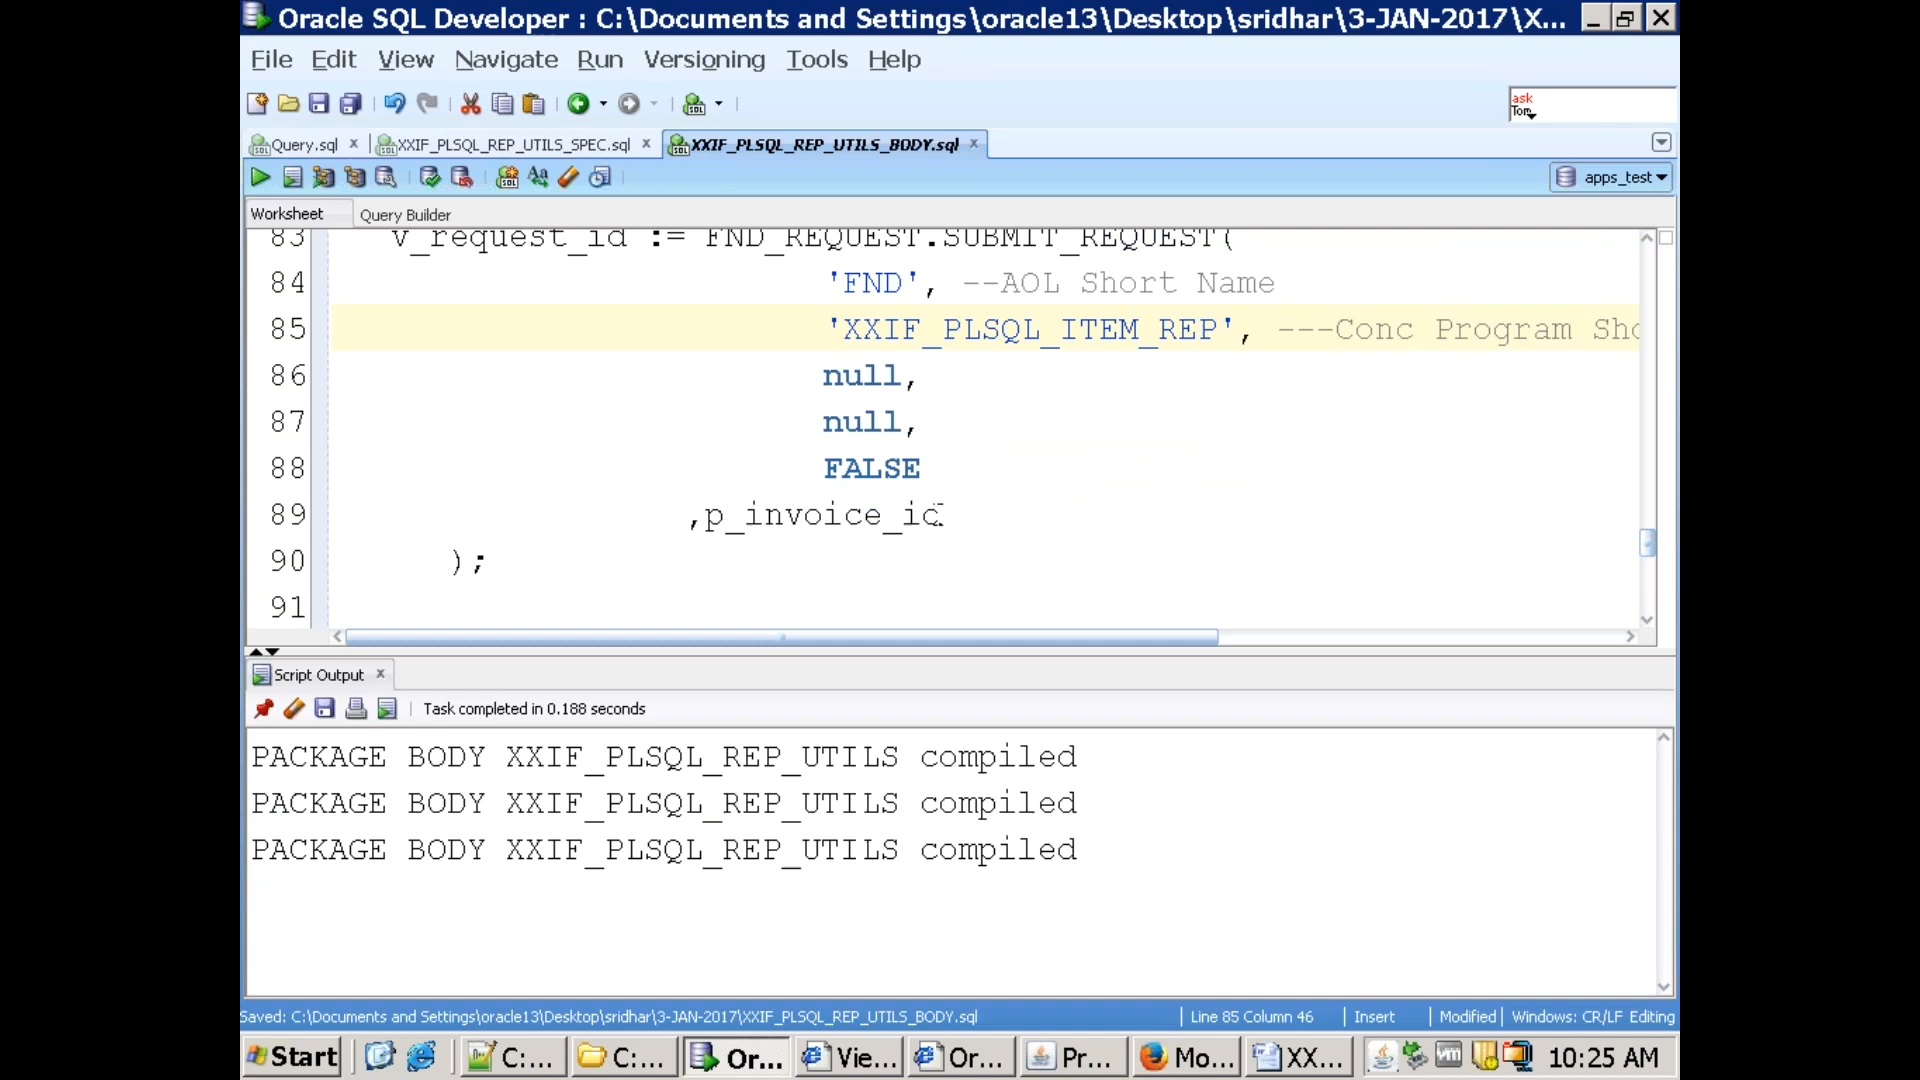 Oracle SQL Developer : C:\Documents and Settings\oracle13\Desktop\sridhar\3-JAN-2017\X...
File Edit View Navigate Run Versioning Tools Help
ask
Tom
Query.sql XXIF_PLSQL_REP_UTILS_SPEC.sql XXIF_PLSQL_REP_UTILS_BODY.sql
apps_test
Worksheet Query Builder
83 v_request_id := FND_REQUEST.SUBMIT_REQUEST(
84 'FND', --AOL Short Name
85 'XXIF_PLSQL_ITEM_REP', ---Conc Program Sho
86 null,
87 null,
88 FALSE
89 ,p_invoice_id
90 );
91
Script Output
Task completed in 0.188 seconds
PACKAGE BODY XXIF_PLSQL_REP_UTILS compiled
PACKAGE BODY XXIF_PLSQL_REP_UTILS compiled
PACKAGE BODY XXIF_PLSQL_REP_UTILS compiled
Saved: C:\Documents and Settings\oracle13\Desktop\sridhar\3-JAN-2017\XXIF_PLSQL_REP_UTILS_BODY.sql Line 85 Column 46 Insert Modified Windows: CR/LF Editing
Start C:... C:... Or... Vie... Or... Pr... Mo... XX... 10:25 AM